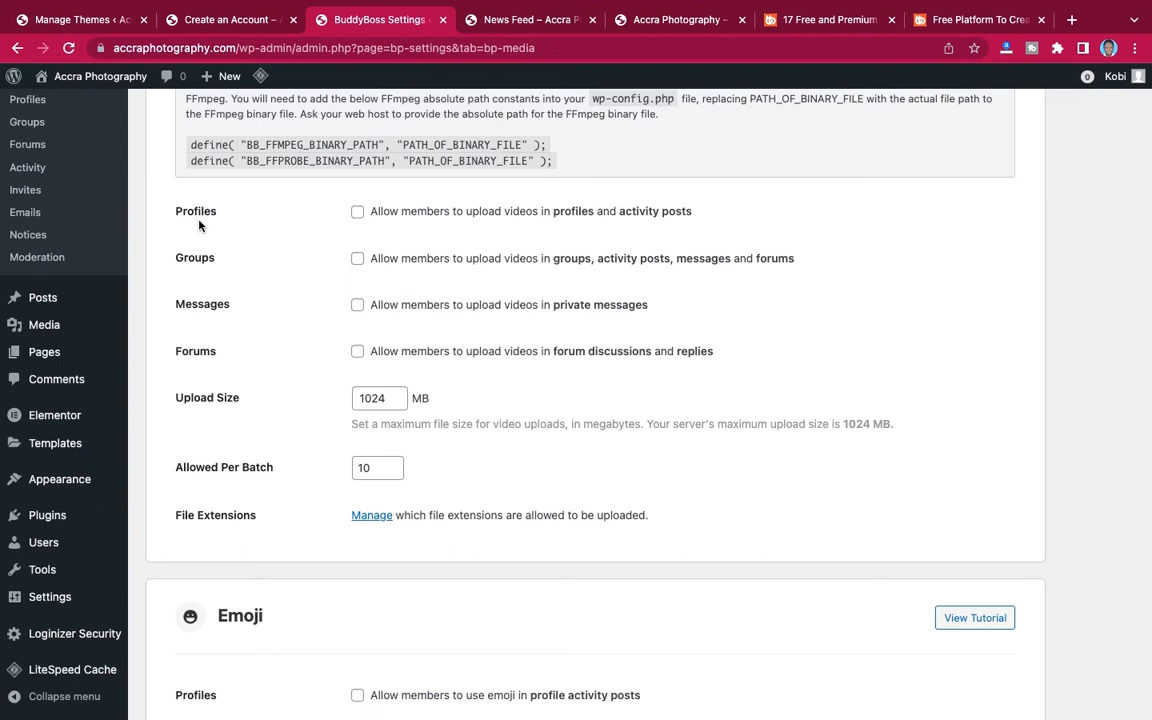 Manage Themes ‹ Ac
Create an Account –
BuddyBoss Settings ‹
News Feed – Accra P
Accra Photography –
17 Free and Premium
Free Platform To Crea
accraphotography.com/wp-admin/admin.php?page=bp-settings&tab=bp-media
Accra Photography
0
New
0
Kobi
Profiles
Groups
Forums
Activity
Invites
Emails
Notices
Moderation
Posts
Media
Pages
Comments
Elementor
Templates
Appearance
Plugins
Users
Tools
Settings
Loginizer Security
LiteSpeed Cache
Collapse menu
FFmpeg. You will need to add the below FFmpeg absolute path constants into your wp-config.php file, replacing PATH_OF_BINARY_FILE with the actual file path to
the FFmpeg binary file. Ask your web host to provide the absolute path for the FFmpeg binary file.
define( "BB_FFMPEG_BINARY_PATH", "PATH_OF_BINARY_FILE" );
define( "BB_FFPROBE_BINARY_PATH", "PATH_OF_BINARY_FILE" );
Profiles Allow members to upload videos in profiles and activity posts
Groups Allow members to upload videos in groups, activity posts, messages and forums
Messages Allow members to upload videos in private messages
Forums Allow members to upload videos in forum discussions and replies
Upload Size 1024 MB
Set a maximum file size for video uploads, in megabytes. Your server's maximum upload size is 1024 MB.
Allowed Per Batch 10
File Extensions Manage which file extensions are allowed to be uploaded.
Emoji
View Tutorial
Profiles Allow members to use emoji in profile activity posts